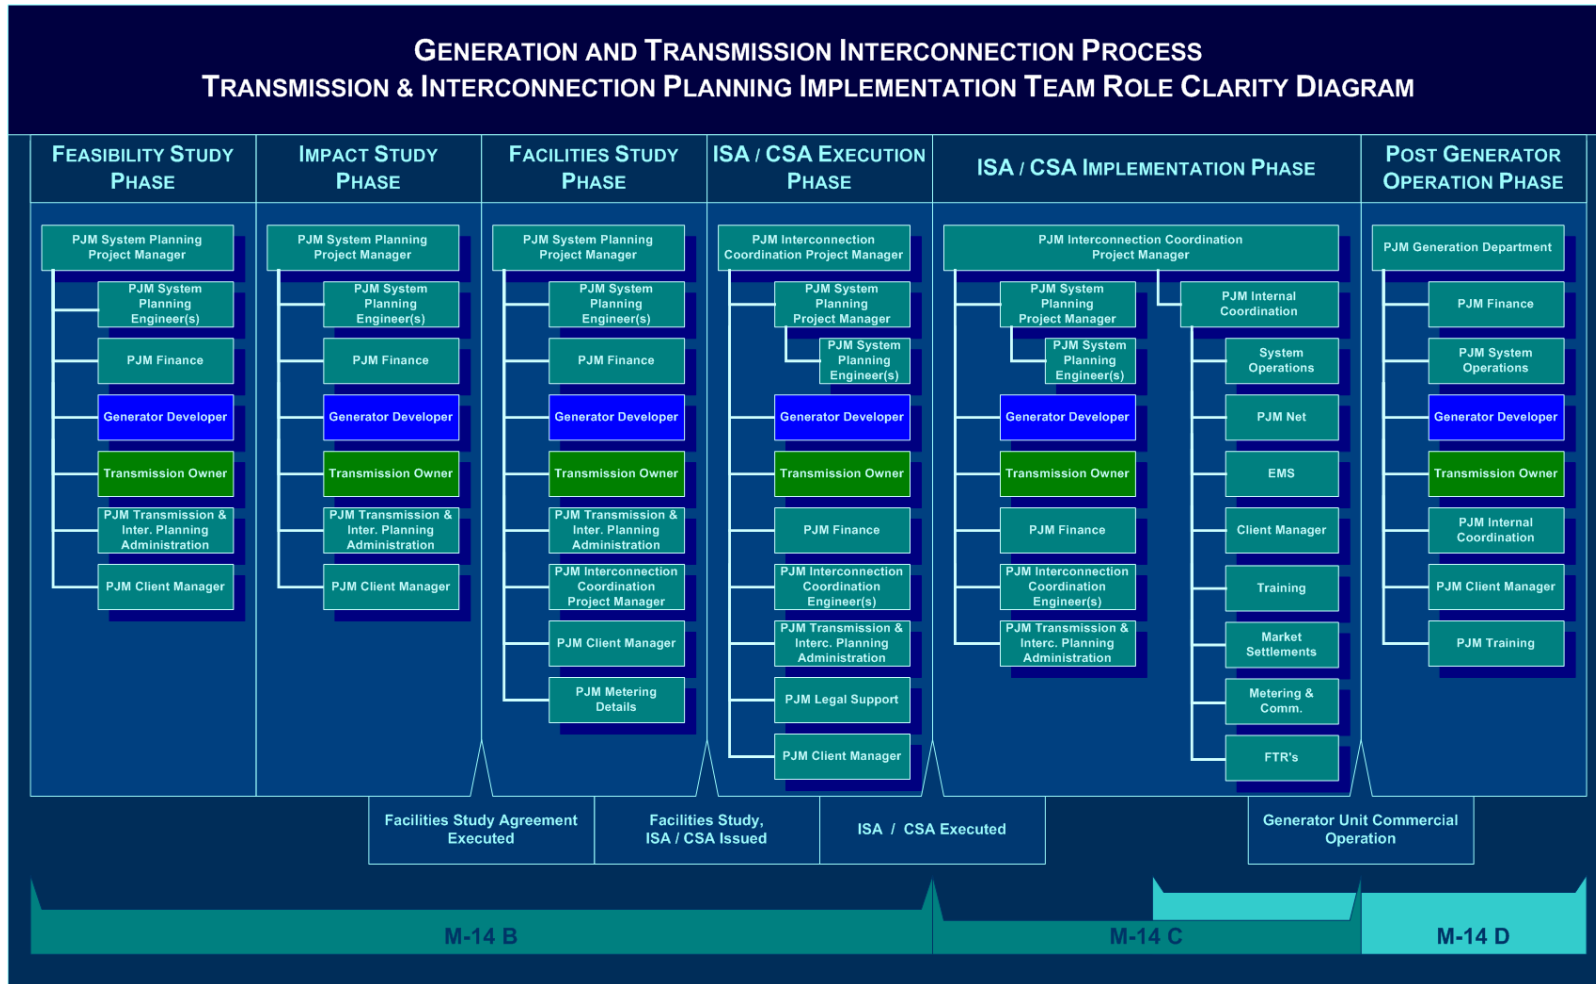 GENERATION AND TRANSMISSION INTERCONNECTION PROCESS
TRANSMISSION & INTERCONNECTION PLANNING IMPLEMENTATION TEAM ROLE CLARITY DIAGRAM
FEASIBILITY STUDY
PHASE
PJM System Planning
Project Manager
PJM System
Planning
Engineer(s)
PJM Finance
Generator Developer
Transmission Owner
PJM Transmission &
Inter. Planning
Administration
PJM Client Manager
IMPACT STUDY
PHASE
PJM System Planning
Project Manager
PJM System
Planning
Engineer(s)
PJM Finance
Generator Developer
Transmission Owner
PJM Transmission &
Inter. Planning
Administration
PJM Client Manager
FACILITIES STUDY
PHASE
PJM System Planning
Project Manager
PJM System
Planning
Engineer(s)
PJM Finance
Generator Developer
Transmission Owner
PJM Transmission &
Inter. Planning
Administration
PJM Interconnection
Coordination
Project Manager
PJM Client Manager
PJM Metering
Details
ISA / CSA EXECUTION
PHASE
PJM Interconnection
Coordination Project Manager
PJM System
Planning
Project Manager
PJM System
Planning
Engineer(s)
Generator Developer
Transmission Owner
PJM Finance
PJM Interconnection
Coordination
Engineer(s)
PJM Transmission &
Interc. Planning
Administration
PJM Legal Support
PJM Client Manager
ISA / CSA IMPLEMENTATION PHASE
PJM Interconnection Coordination
Project Manager
PJM System
Planning
Project Manager
PJM System
Planning
Engineer(s)
Generator Developer
Transmission Owner
PJM Finance
PJM Interconnection
Coordination
Engineer(s)
PJM Transmission &
Interc. Planning
Administration
PJM Internal
Coordination
System
Operations
PJM Net
EMS
Client Manager
Training
Market
Settlements
Metering &
Comm.
FTR's
POST GENERATOR
OPERATION PHASE
PJM Generation Department
PJM Finance
PJM System
Operations
Generator Developer
Transmission Owner
PJM Internal
Coordination
PJM Client Manager
PJM Training
Facilities Study Agreement
Executed
Facilities Study,
ISA / CSA Issued
ISA / CSA Executed
Generator Unit Commercial
Operation
M-14 B
M-14 C
M-14 D